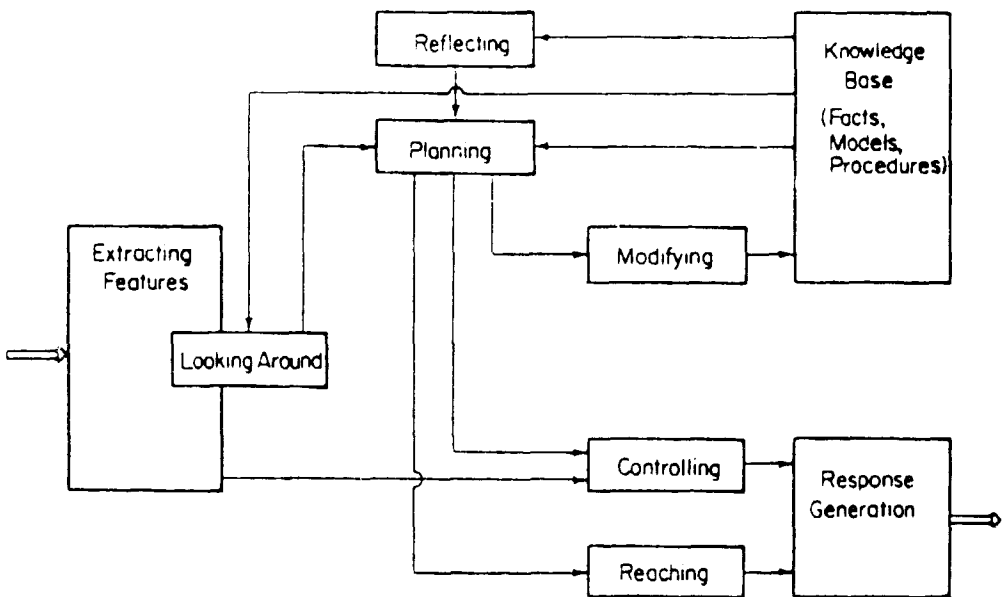 Reflecting
Knowledge
Base
(Facts,
Models,
Procedures)
Planning
Extracting
Features
Modifying
Looking Around
Controlling
Response
Generation
Reaching